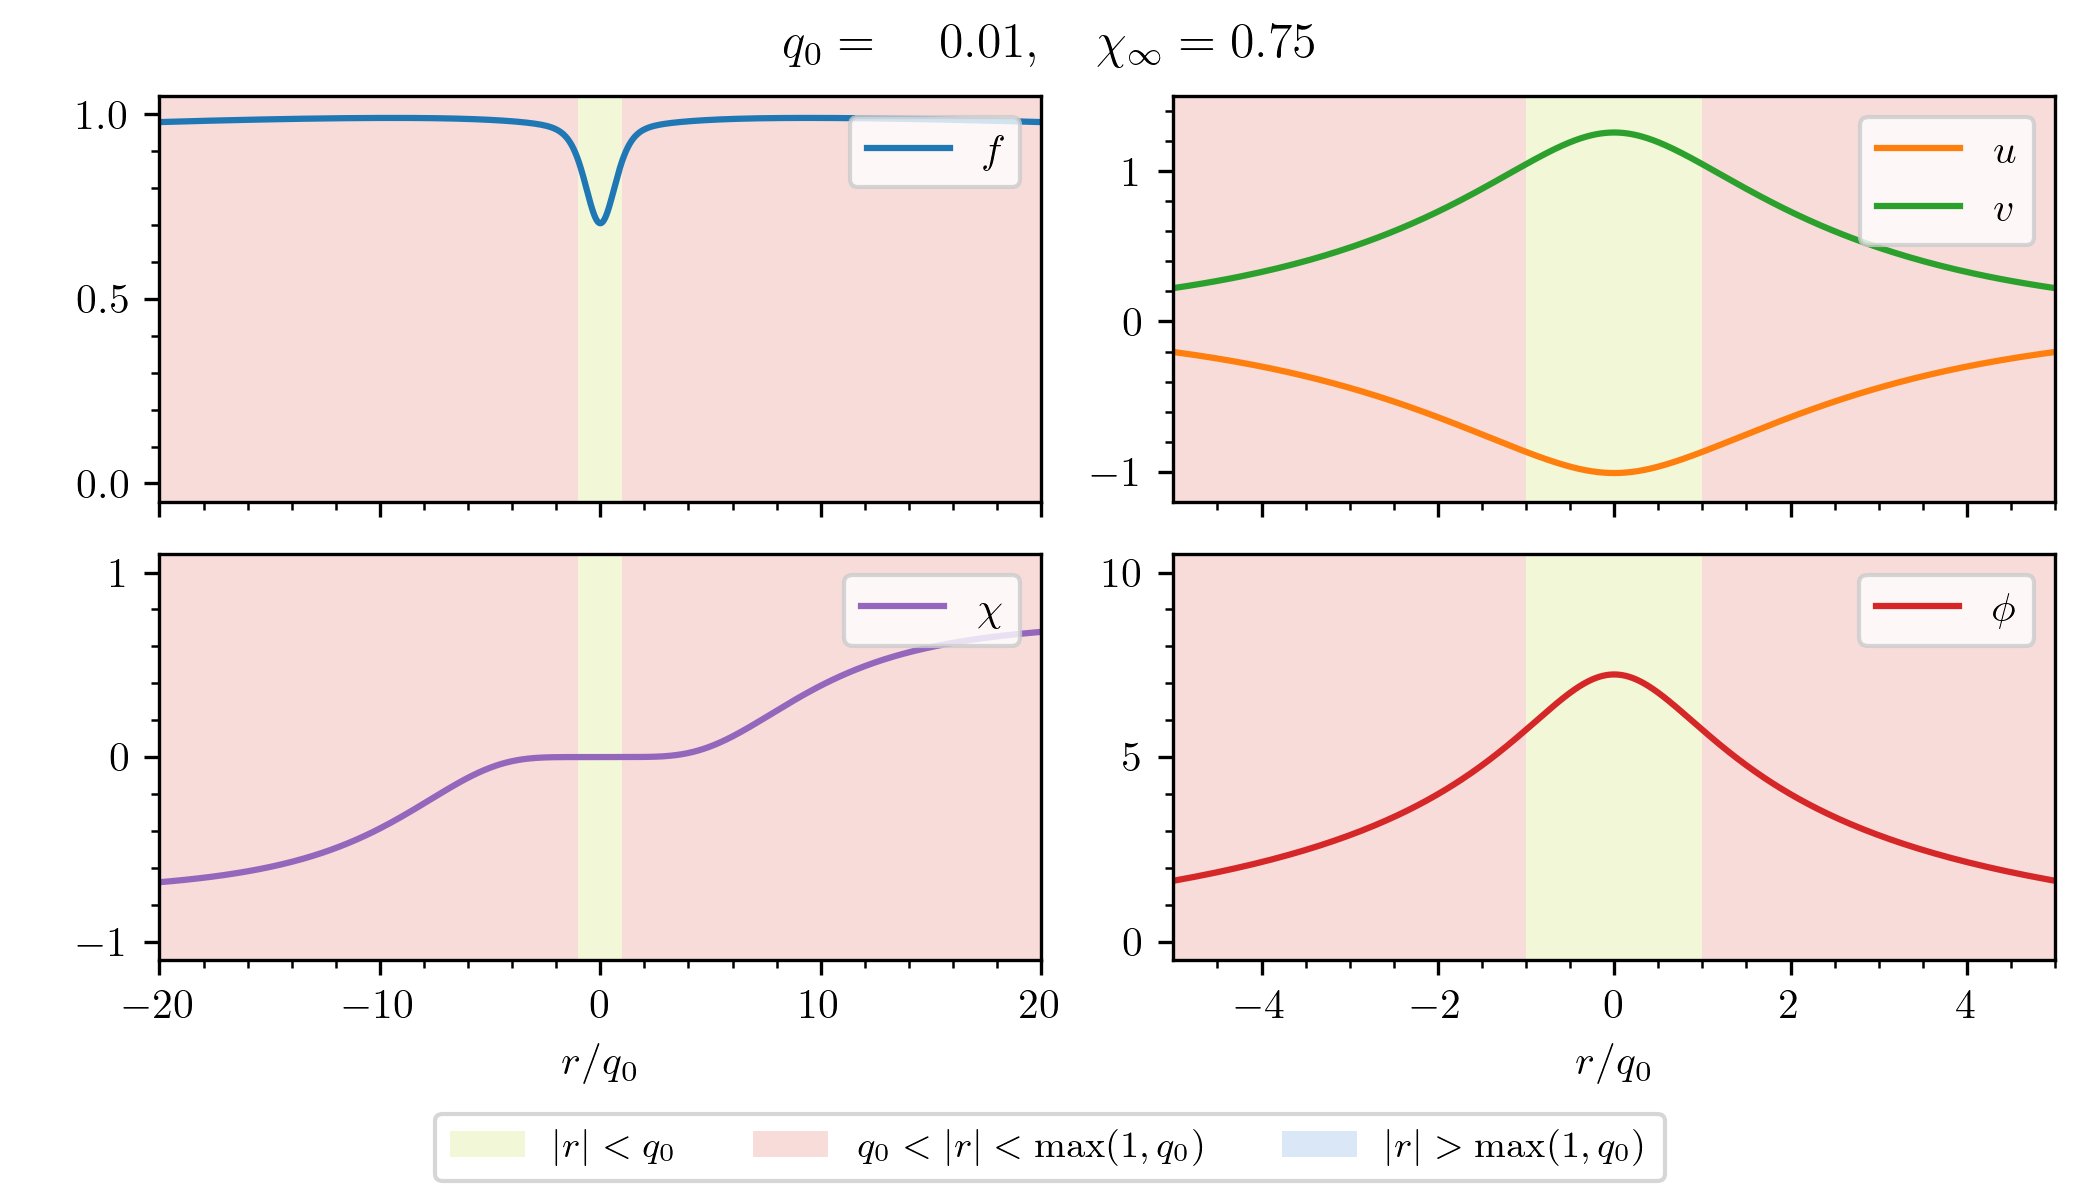 q₀ = 0.01, χ∞ = 0.75
1.0
0.5
0.0
f
1
0
−1
u
v
1
0
−1
χ
−20 −10 0 10 20
r/q₀
10
5
0
ϕ
−4 −2 0 2 4
r/q₀
|r| < q₀ q₀ < |r| < max(1, q₀) |r| > max(1, q₀)